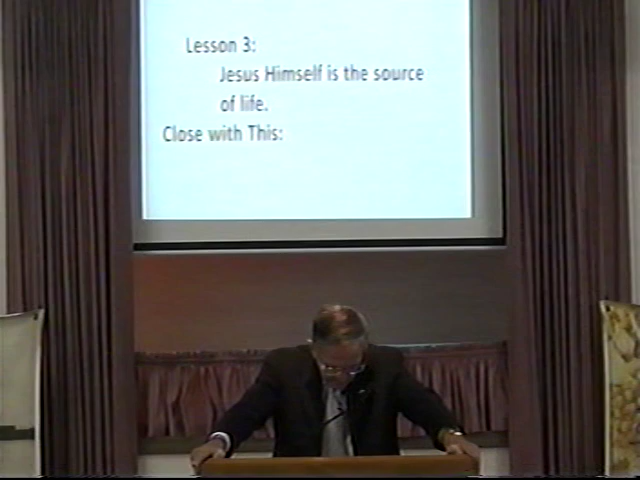 Lesson 3:
Jesus Himself is the source
of life.
Close with This: